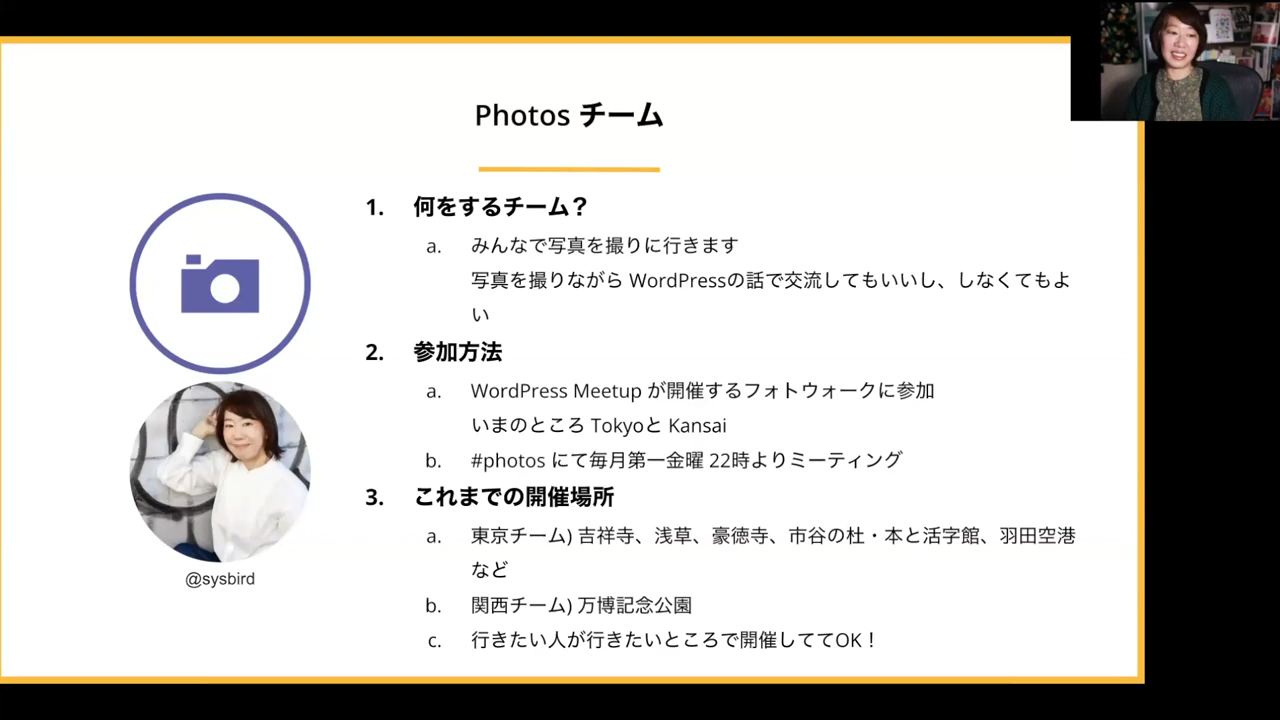 Photos チーム
1. 何をするチーム？
a. みんなで写真を撮りに行きます
写真を撮りながら WordPressの話で交流してもいいし、しなくてもよ
い
2. 参加方法
a. WordPress Meetup が開催するフォトウォークに参加
いまのところ Tokyoと Kansai
b. #photos にて毎月第一金曜 22時よりミーティング
3. これまでの開催場所
a. 東京チーム) 吉祥寺、浅草、豪徳寺、市谷の杜・本と活字館、羽田空港
など
b. 関西チーム) 万博記念公園
c. 行きたい人が行きたいところで開催しててOK！
@sysbird